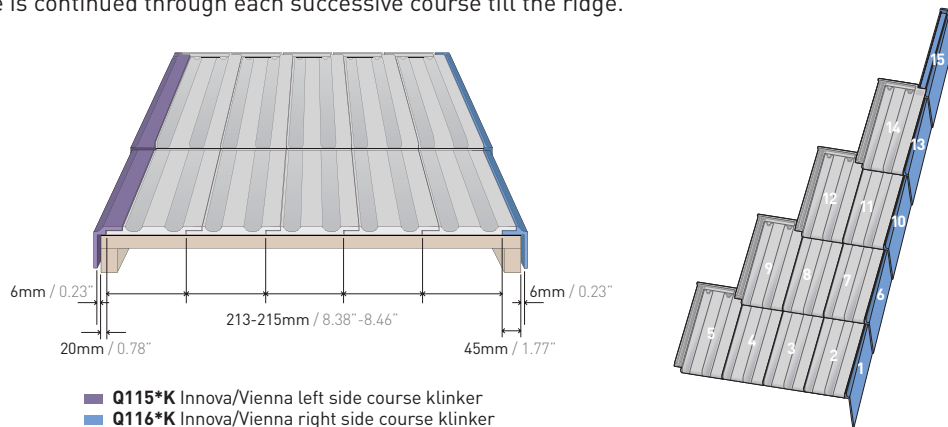 e is continued through each successive course till the ridge.
6mm / 0.23"
6mm / 0.23"
213-215mm / 8.38"-8.46"
20mm / 0.78"
45mm / 1.77"
Q115*K Innova/Vienna left side course klinker
Q116*K Innova/Vienna right side course klinker
15
14
13
12
11
10
9
8
7
6
5
4
3
2
1